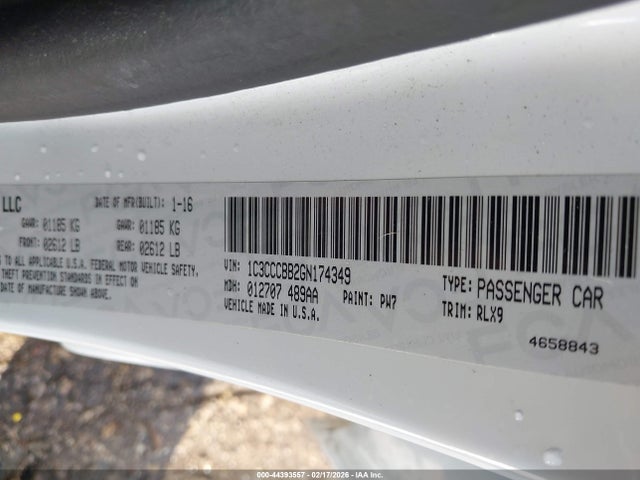 LLC
DATE OF MFR(BUILT): 1-16
GAWR: 01185 KG
GAWR: 01185 KG
FRONT: 02612 LB
REAR: 02612 LB
S TO ALL APPLICABLE U.S.A. FEDERAL MOTOR VEHICLE SAFETY,
THEFT PREVENTION STANDARDS IN EFFECT ON
DATE OF MANUFACTURE SHOWN ABOVE.
VIN: 1C3CCCBB2GN174349
MDH: 012707 489AA PAINT: PW7
VEHICLE MADE IN U.S.A.
TYPE: PASSENGER CAR
TRIM: RLX9
4658843
000-44393567 - 02/17/2026 - IAA Inc.